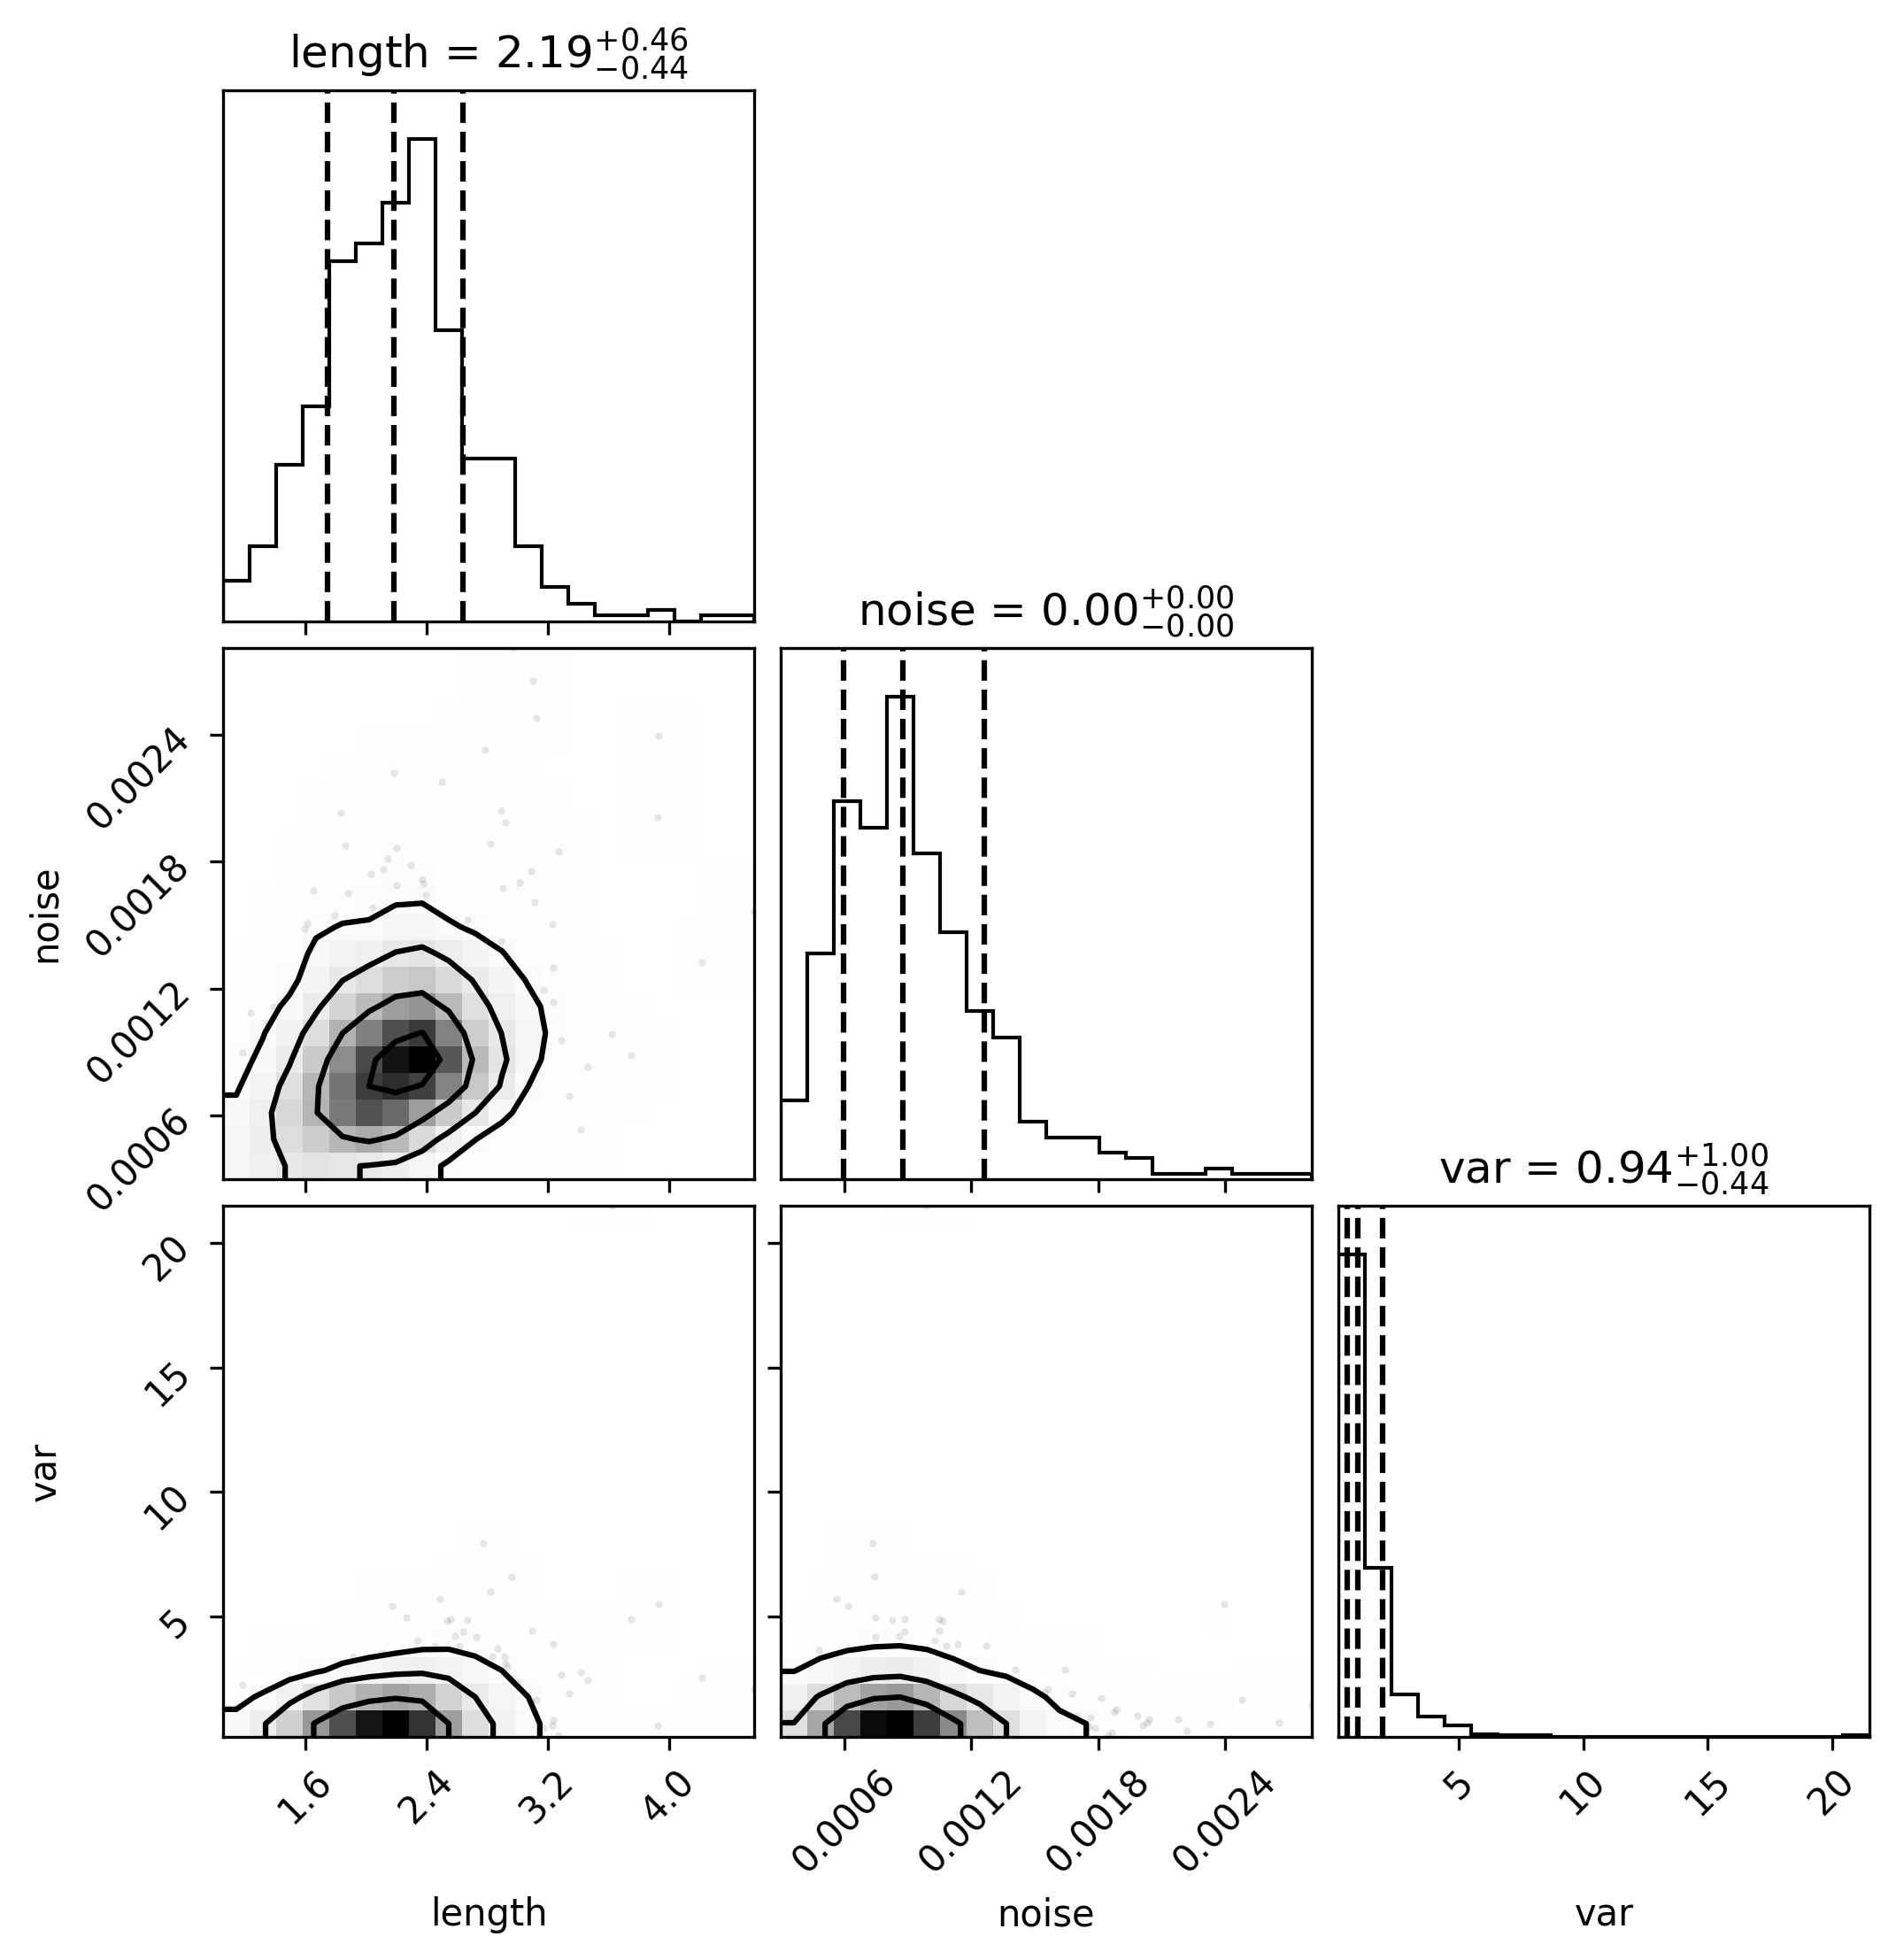 length = 2.19 +0.46 −0.44
noise = 0.00 +0.00 −0.00
0.0024
0.0018
0.0012
0.0006
noise
var = 0.94 +1.00 −0.44
20
15
10
5
var
1.6 2.4 3.2 4.0
0.0006 0.0012 0.0018 0.0024
5 10 15 20
length noise var